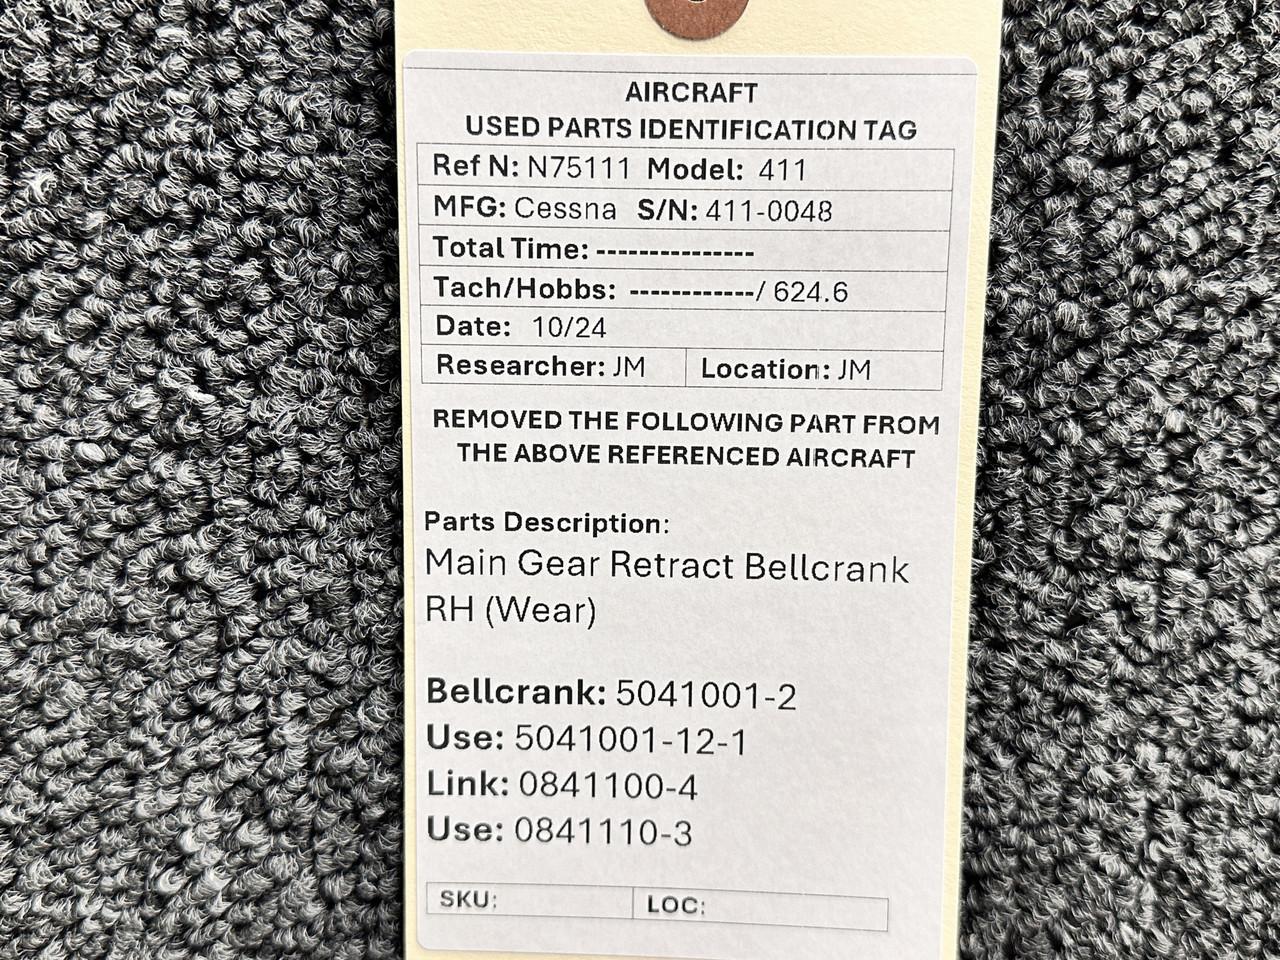 AIRCRAFT
USED PARTS IDENTIFICATION TAG
Ref N: N75111 Model: 411
MFG: Cessna S/N: 411-0048
Total Time: ---------------
Tach/Hobbs: ------------/ 624.6
Date: 10/24
Researcher: JM Location: JM
REMOVED THE FOLLOWING PART FROM
THE ABOVE REFERENCED AIRCRAFT
Parts Description:
Main Gear Retract Bellcrank
RH (Wear)
Bellcrank: 5041001-2
Use: 5041001-12-1
Link: 0841100-4
Use: 0841110-3
SKU: LOC: